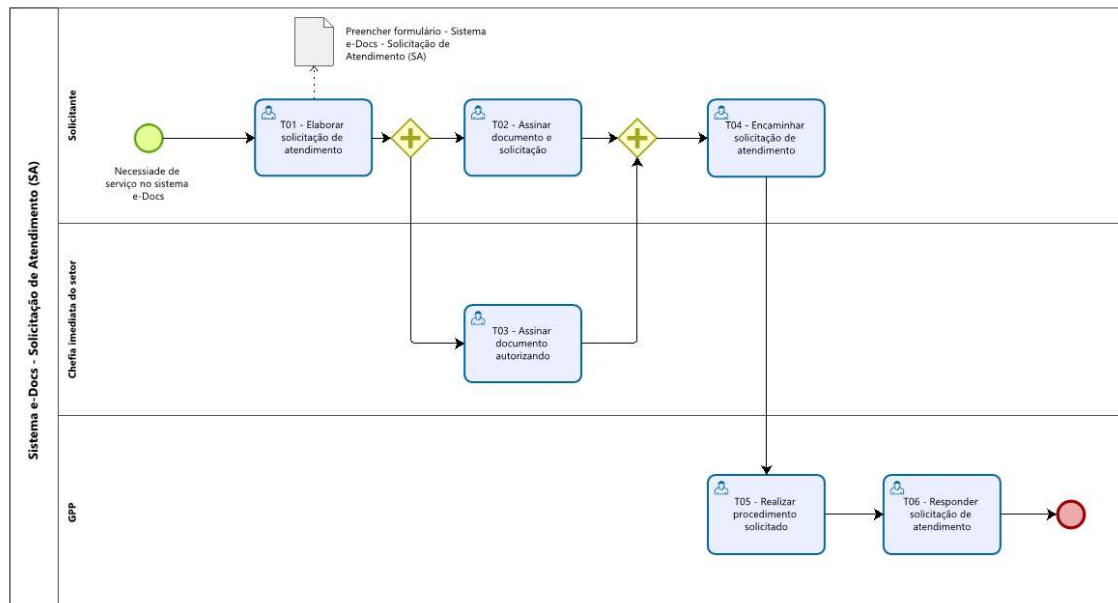 Sistema e-Docs - Solicitação de Atendimento (SA)
Solicitante
Preencher formulário - Sistema
e-Docs - Solicitação de
Atendimento (SA)
Necessiade de
serviço no sistema
e-Docs
T01 - Elaborar
solicitação de
atendimento
T02 - Assinar
documento e
solicitação
T04 - Encaminhar
solicitação de
atendimento
Chefia imediata do setor
T03 - Assinar
documento
autorizando
GPP
T05 - Realizar
procedimento
solicitado
T06 - Responder
solicitação de
atendimento